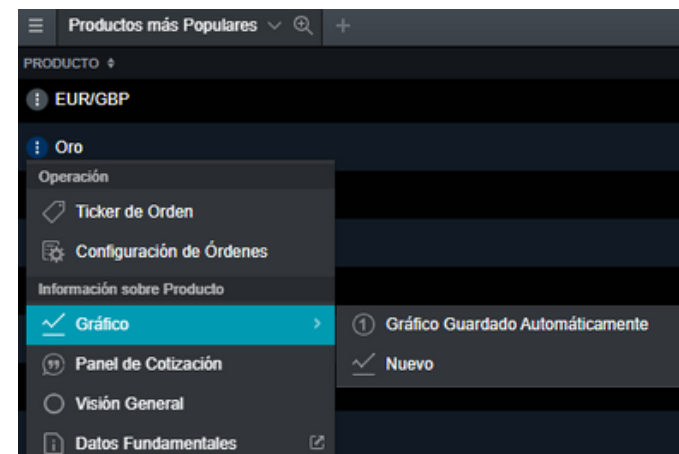 Productos más Populares
PRODUCTO
EUR/GBP
Oro
Operación
Ticker de Orden
Configuración de Órdenes
Información sobre Producto
Gráfico
1 Gráfico Guardado Automáticamente
Panel de Cotización
Nuevo
Visión General
Datos Fundamentales